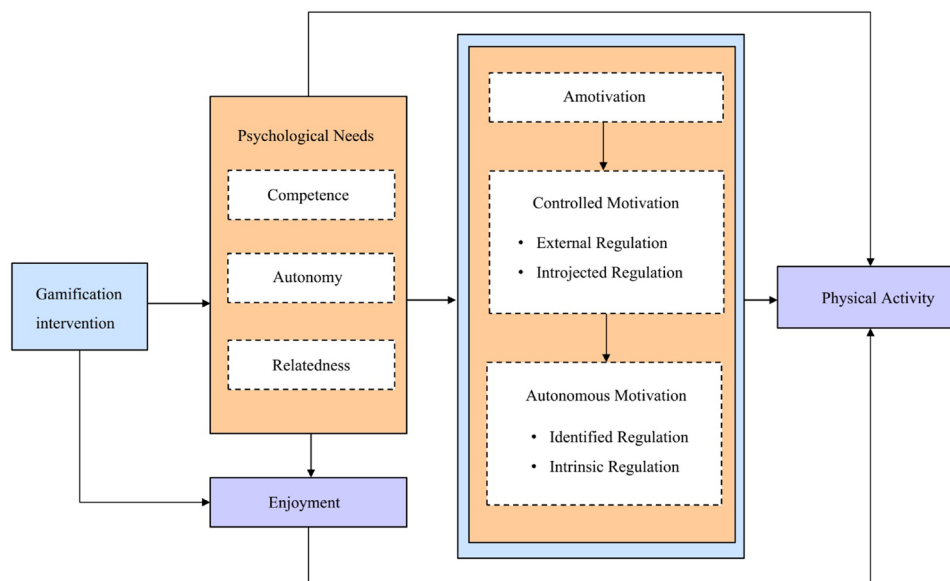 Gamification
intervention
Psychological Needs
Competence
Autonomy
Relatedness
Enjoyment
Amotivation
Controlled Motivation
• External Regulation
• Introjected Regulation
Autonomous Motivation
• Identified Regulation
• Intrinsic Regulation
Physical Activity